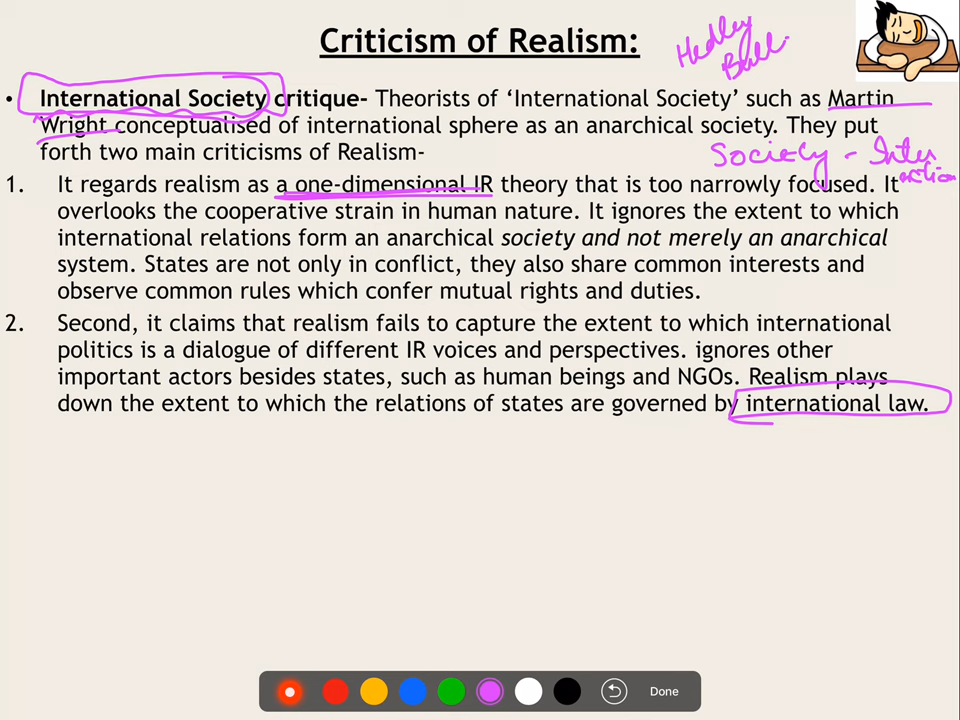 Criticism of Realism:
Hedley
Bull.
• International Society critique- Theorists of ‘International Society’ such as Martin
Wright conceptualised of international sphere as an anarchical society. They put
forth two main criticisms of Realism-
Society - Inter
action
1. It regards realism as a one-dimensional IR theory that is too narrowly focused. It
overlooks the cooperative strain in human nature. It ignores the extent to which
international relations form an anarchical society and not merely an anarchical
system. States are not only in conflict, they also share common interests and
observe common rules which confer mutual rights and duties.
2. Second, it claims that realism fails to capture the extent to which international
politics is a dialogue of different IR voices and perspectives. ignores other
important actors besides states, such as human beings and NGOs. Realism plays
down the extent to which the relations of states are governed by international law.
Done